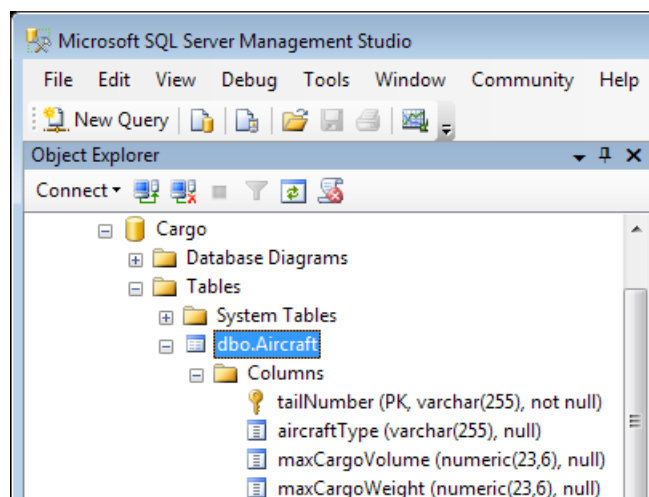 Microsoft SQL Server Management Studio
File Edit View Debug Tools Window Community Help
New Query
Object Explorer
Connect
Cargo
Database Diagrams
Tables
System Tables
dbo.Aircraft
Columns
tailNumber (PK, varchar(255), not null)
aircraftType (varchar(255), null)
maxCargoVolume (numeric(23,6), null)
maxCargoWeight (numeric(23,6), null)